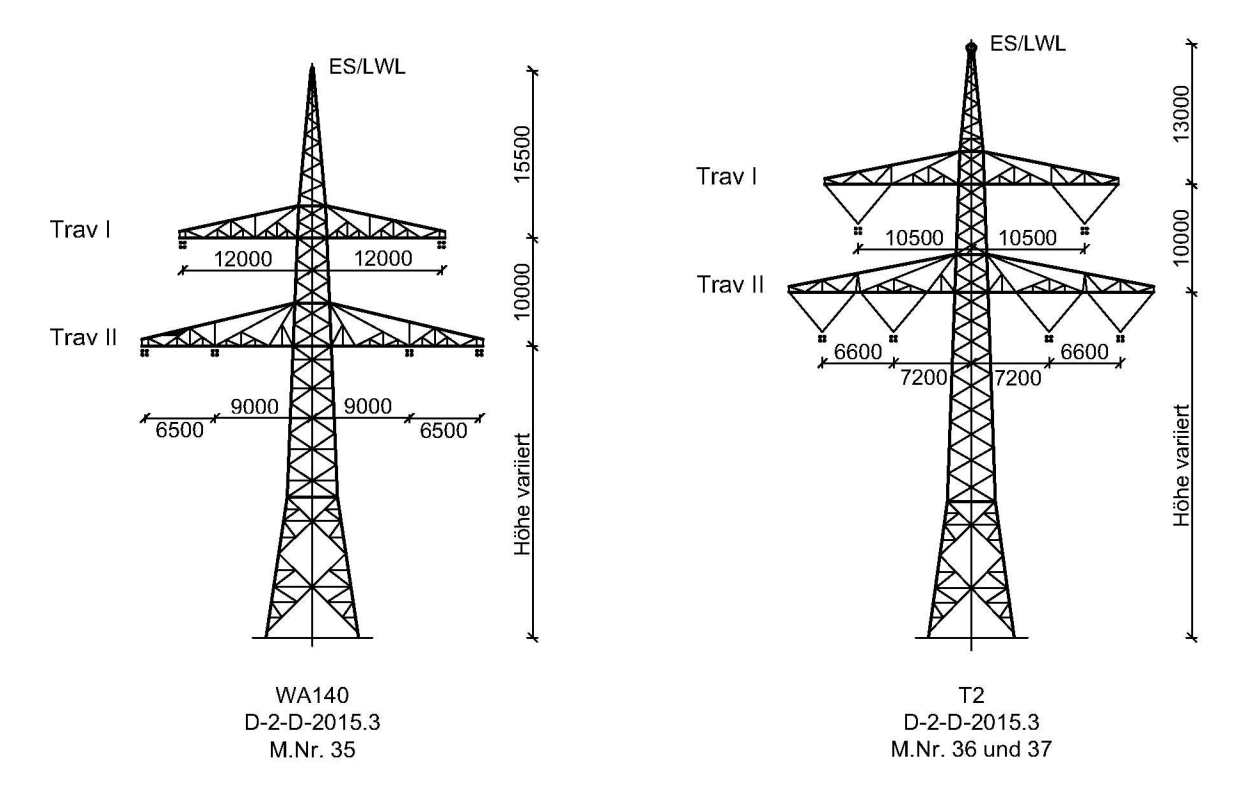 ES/LWL
15500
Trav I
12000 12000
10000
Trav II
9000 9000
6500 6500
Höhe variiert
WA140
D-2-D-2015.3
M.Nr. 35
ES/LWL
13000
Trav I
10500 10500
10000
Trav II
6600 6600
7200 7200
Höhe variiert
T2
D-2-D-2015.3
M.Nr. 36 und 37